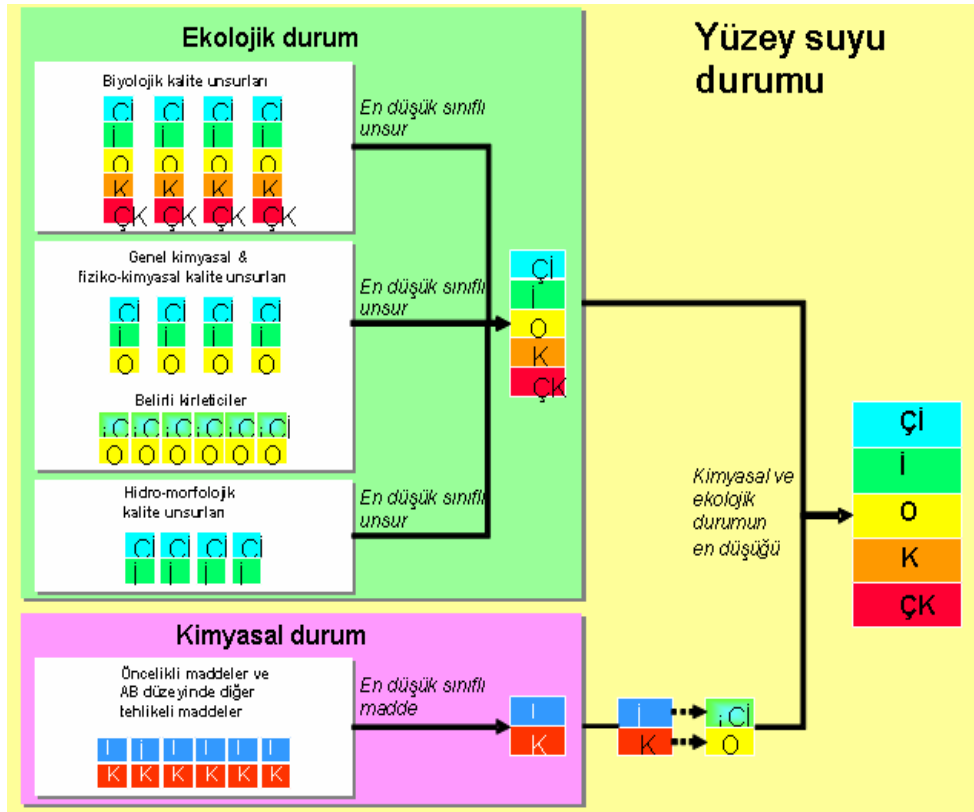 Ekolojik durum
Yüzey suyu
durumu
Biyolojik kalite unsurları
Çİ Çİ Çİ Çİ
İ İ İ İ
O O O O
K K K K
ÇK ÇK ÇK ÇK
En düşük sınıflı
unsur
Genel kimyasal &
fiziko-kimyasal kalite unsurları
Çİ Çİ Çİ Çİ
İ İ İ İ
O O O O
En düşük sınıflı
unsur
Belirli kirleticiler
O O O O O O
Hidro-morfolojik
kalite unsurları
Çİ Çİ Çİ Çİ
İ İ İ İ
En düşük sınıflı
unsur
Çİ
İ
O
K
ÇK
Kimyasal ve
ekolojik
durumun
en düşüğü
Çİ
İ
O
K
ÇK
Kimyasal durum
Öncelikli maddeler ve
AB düzeyinde diğer
tehlikeli maddeler
K K K K K K
En düşük sınıflı
madde
I
K
İ
K
¡Çİ
O